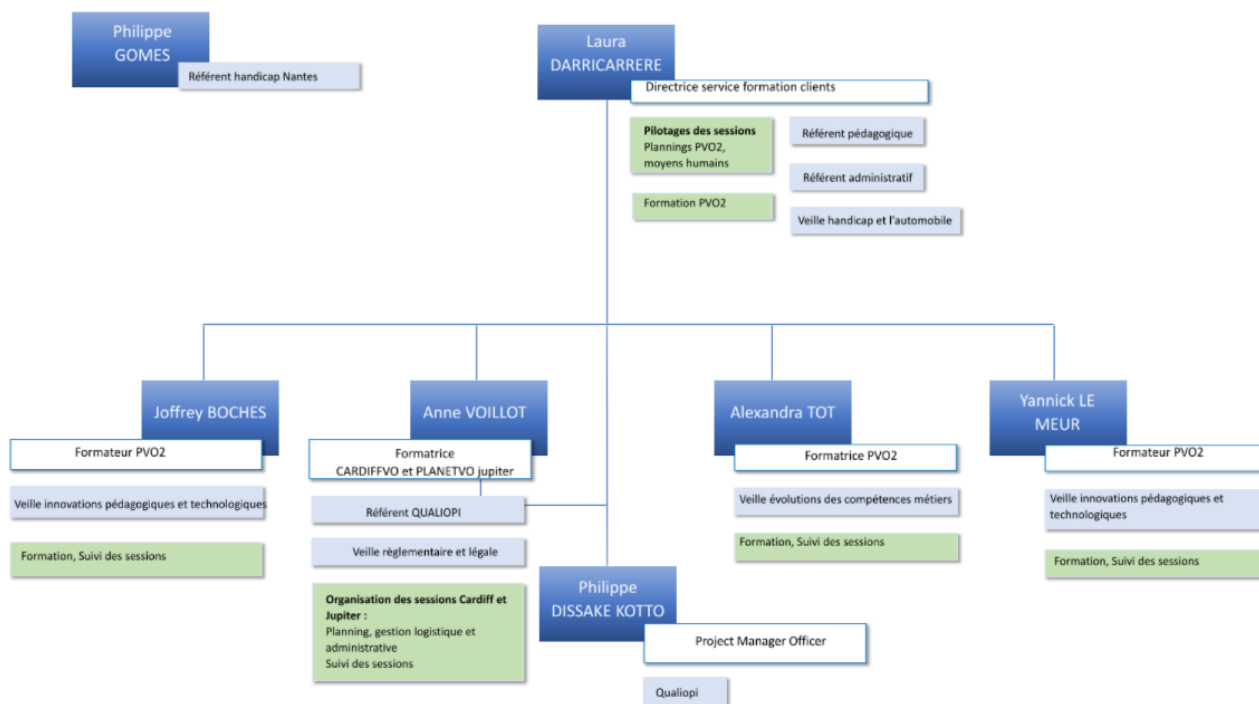 Philippe
GOMES
Référent handicap Nantes
Laura
DARRICARRERE
Directrice service formation clients
Pilotages des sessions
Plannings PVO2,
moyens humains
Formation PVO2
Référent pédagogique
Référent administratif
Veille handicap et l'automobile
Joffrey BOCHES
Formateur PVO2
Veille innovations pédagogiques et technologiques
Formation, Suivi des sessions
Anne VOILLOT
Formatrice
CARDIFFVO et PLANETVO jupiter
Référent QUALIOPI
Veille règlementaire et légale
Organisation des sessions Cardiff et
Jupiter :
Planning, gestion logistique et
administrative
Suivi des sessions
Philippe
DISSAKE KOTTO
Project Manager Officer
Qualiopi
Alexandra TOT
Formatrice PVO2
Veille évolutions des compétences métiers
Formation, Suivi des sessions
Yannick LE
MEUR
Formateur PVO2
Veille innovations pédagogiques et
technologiques
Formation, Suivi des sessions